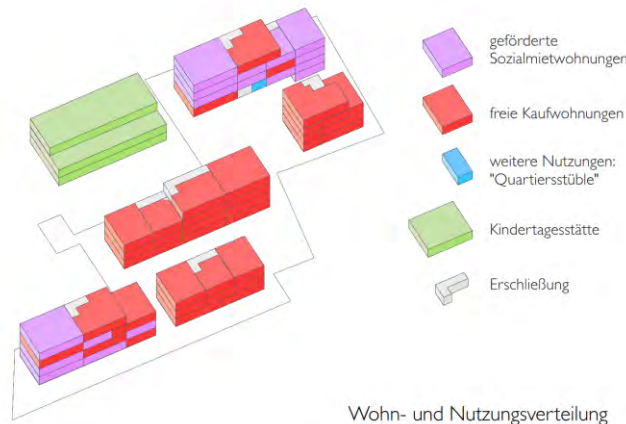 geförderte
Sozialmietwohnungen
freie Kaufwohnungen
weitere Nutzungen:
"Quartiersstüble"
Kindertagesstätte
Erschließung
Wohn- und Nutzungsverteilung